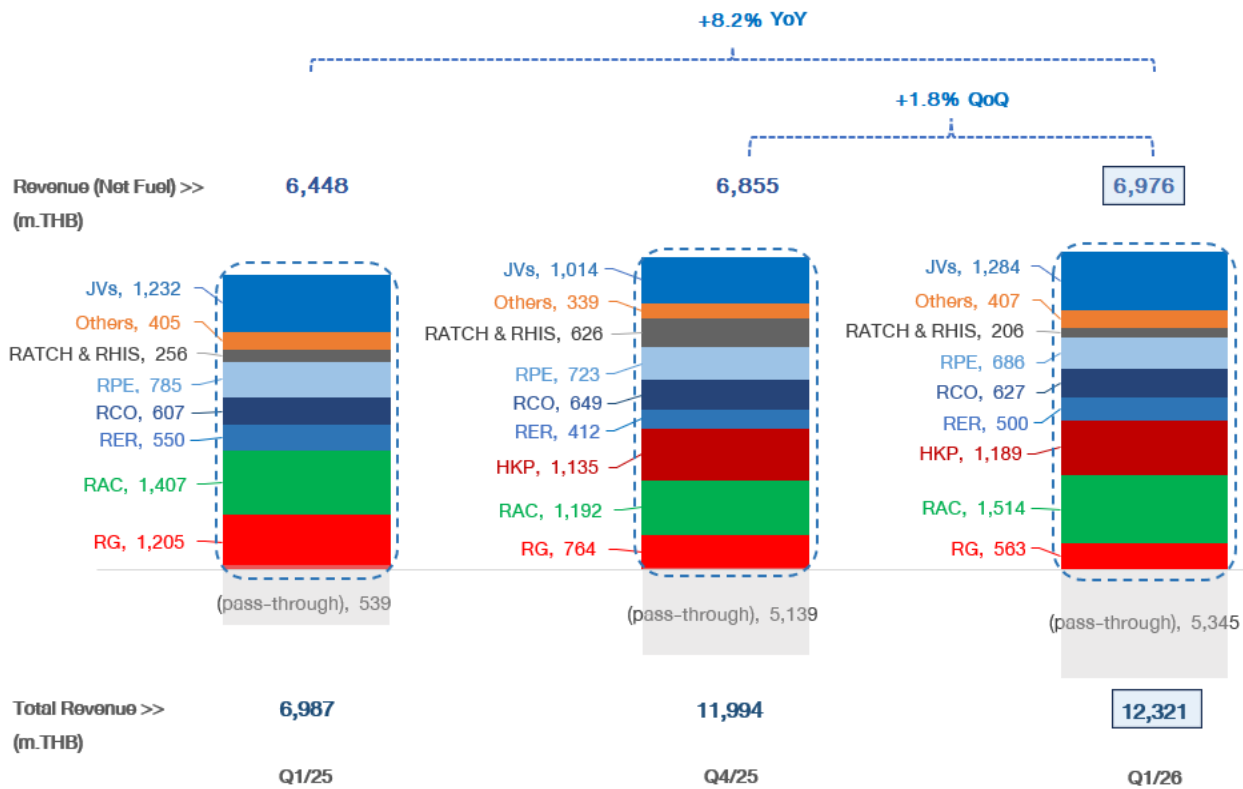 +8.2% YoY
+1.8% QoQ
Revenue (Net Fuel) >>
(m.THB)
6,448
6,855
6,976
JVs, 1,232
Others, 405
RATCH & RHIS, 256
RPE, 785
RCO, 607
RER, 550
RAC, 1,407
RG, 1,205
(pass-through), 539
JVs, 1,014
Others, 339
RATCH & RHIS, 626
RPE, 723
RCO, 649
RER, 412
HKP, 1,135
RAC, 1,192
RG, 764
(pass-through), 5,139
JVs, 1,284
Others, 407
RATCH & RHIS, 206
RPE, 686
RCO, 627
RER, 500
HKP, 1,189
RAC, 1,514
RG, 563
(pass-through), 5,345
Total Revenue >>
(m.THB)
6,987
11,994
12,321
Q1/25
Q4/25
Q1/26